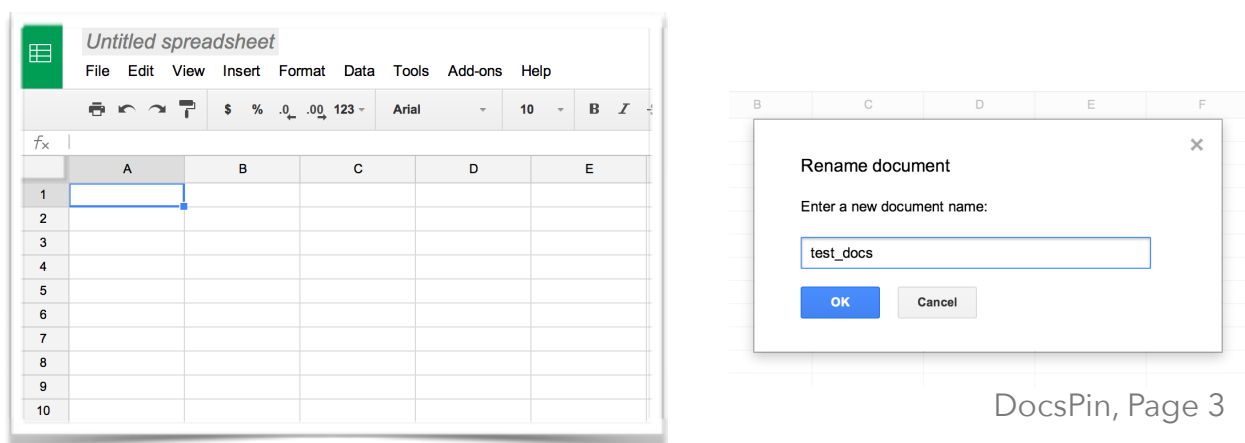 Untitled spreadsheet
File Edit View Insert Format Data Tools Add-ons Help
$ % .0 .00 123 Arial 10 B I
fx
A B C D E
1
2
3
4
5
6
7
8
9
10
B C D E F
Rename document
Enter a new document name:
test_docs
OK Cancel
DocsPin, Page 3